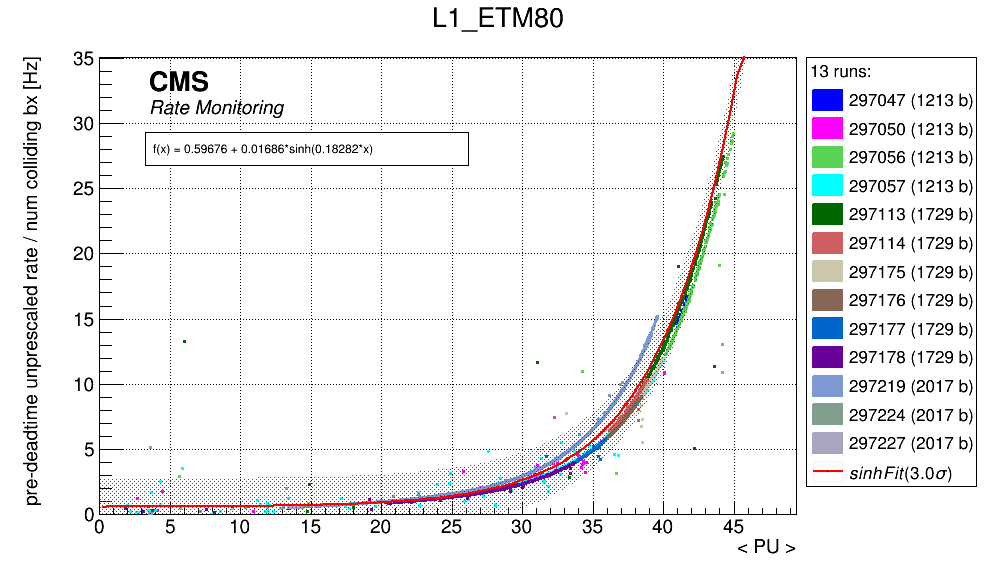 L1_ETM80
pre-deadtime unprescaled rate / num colliding bx [Hz]
35
30
25
20
15
10
5
0
CMS
Rate Monitoring
f(x) = 0.59676 + 0.01686*sinh(0.18282*x)
0 5 10 15 20 25 30 35 40 45
< PU >
13 runs:
297047 (1213 b)
297050 (1213 b)
297056 (1213 b)
297057 (1213 b)
297113 (1729 b)
297114 (1729 b)
297175 (1729 b)
297176 (1729 b)
297177 (1729 b)
297178 (1729 b)
297219 (2017 b)
297224 (2017 b)
297227 (2017 b)
sinhFit(3.0σ)